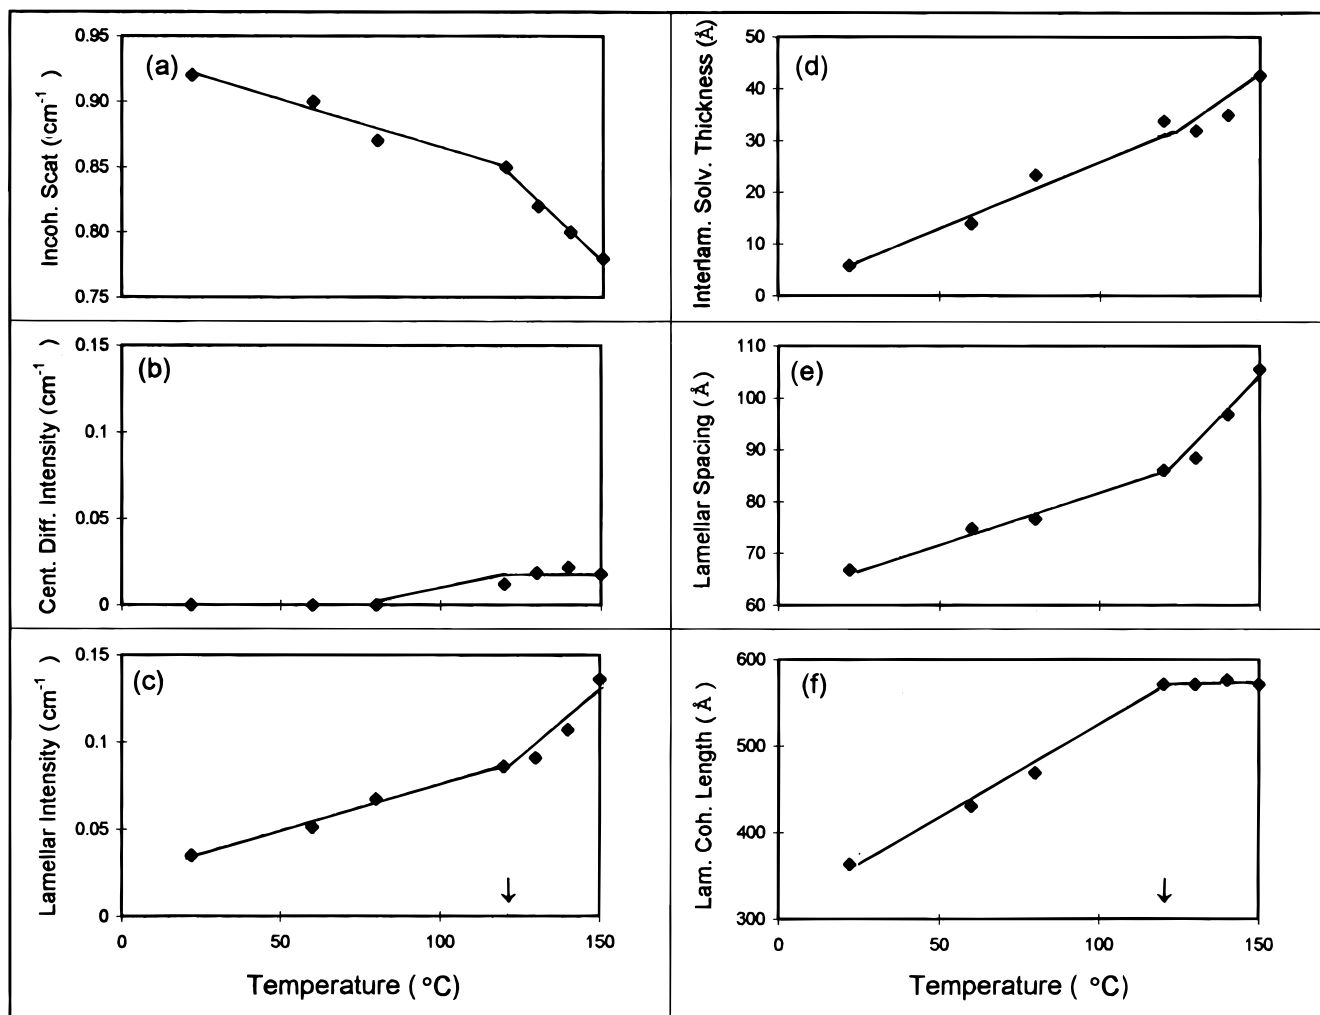 (a)
Incoh. Scat (cm⁻¹)
0.95
0.90
0.85
0.80
0.75
(b)
Cent. Diff. Intensity (cm⁻¹)
0.15
0.1
0.05
0
(c)
Lamellar Intensity (cm⁻¹)
0.15
0.1
0.05
0
0 50 100 150
Temperature ( °C)
(d)
Interlam. Solv. Thickness (Å)
50
40
30
20
10
0
(e)
Lamellar Spacing ( Å)
110
100
90
80
70
60
(f)
Lam. Coh. Length ( Å)
600
500
400
300
0 50 100 150
Temperature ( °C)